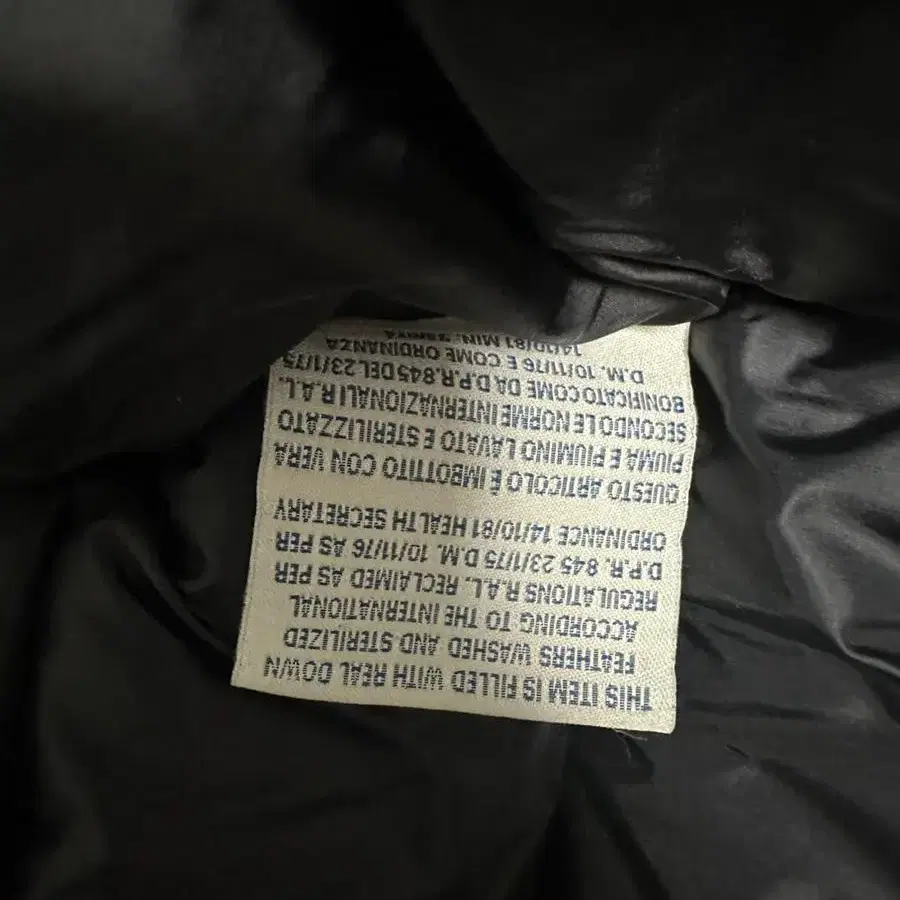 THIS ITEM IS FILLED WITH REAL DOWN
FEATHERS WASHED AND STERILIZED
ACCORDING TO THE INTERNATIONAL
REGULATIONS R.A.L. RECLAIMED AS PER
D.P.R. 845 23/1/75 D.M. 10/11/76 AS PER
ORDINANCE 14/10/81 HEALTH SECRETARY
QUESTO ARTICOLO È IMBOTTITO CON VERA
PIUMA E PIUMINO LAVATO E STERILIZZATO
SECONDO LE NORME INTERNAZIONALI R.A.L.
BONIFICATO COME DA D.P.R. 845 DEL 23/1/75
D.M. 10/11/76 E COME ORDINANZA
14/10/81 MIN.